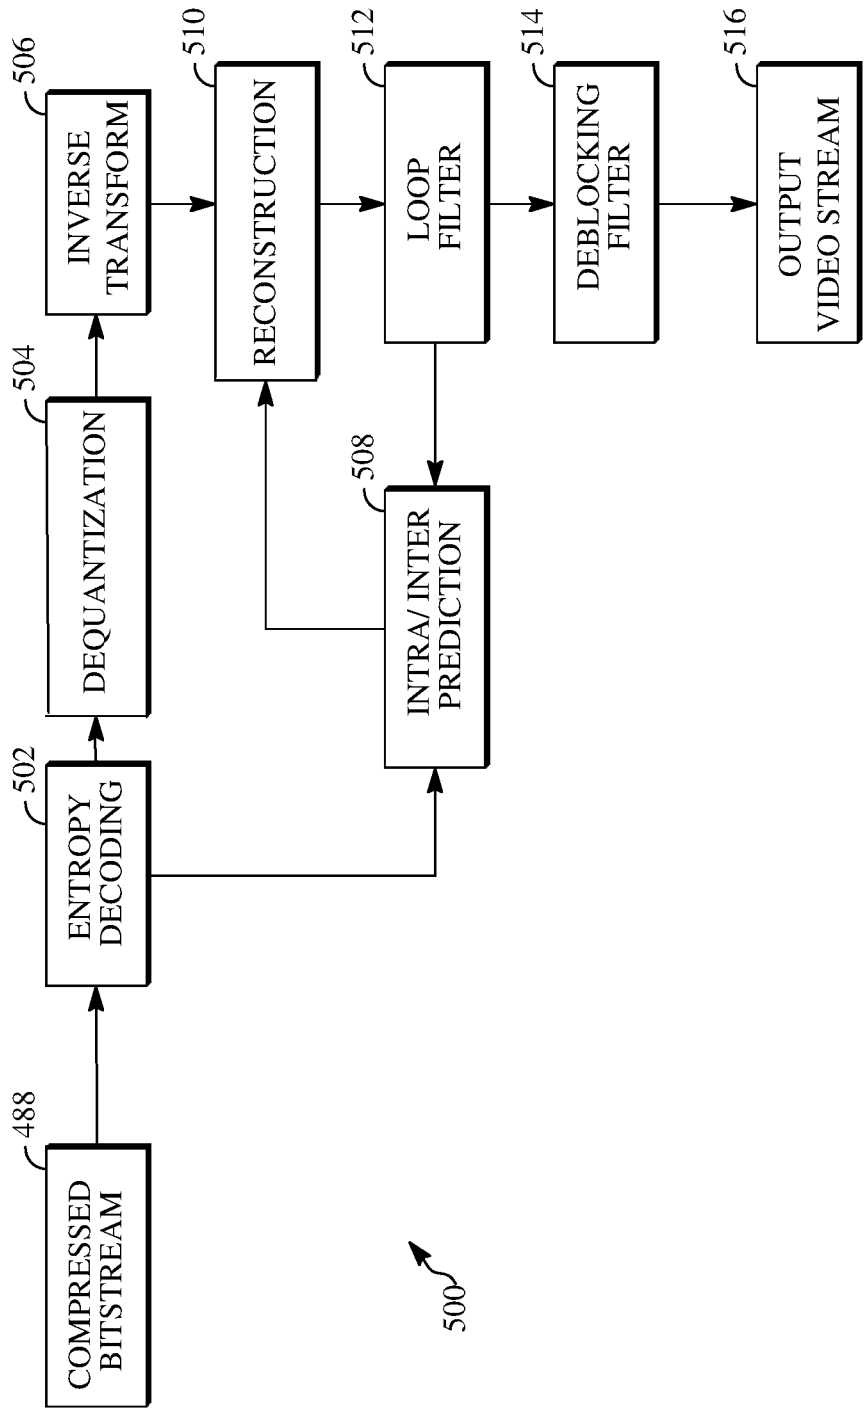 488
COMPRESSED
BITSTREAM
502
ENTROPY
DECODING
504
DEQUANTIZATION
506
INVERSE
TRANSFORM
508
INTRA/ INTER
PREDICTION
510
RECONSTRUCTION
512
LOOP
FILTER
514
DEBLOCKING
FILTER
516
OUTPUT
VIDEO STREAM
500